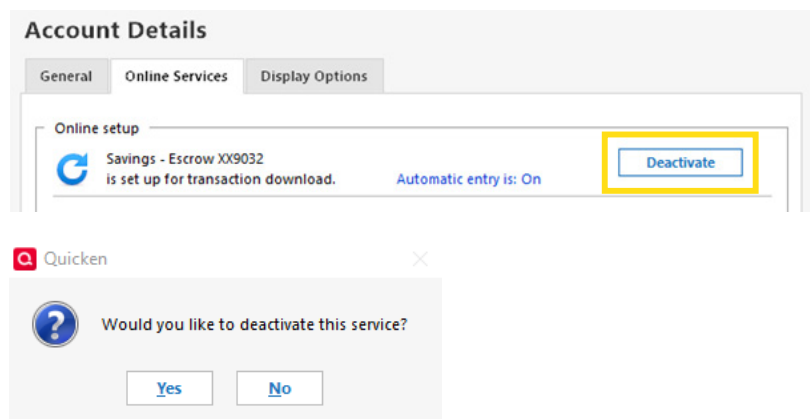 Account Details
General Online Services Display Options
Online setup
Savings - Escrow XX9032
is set up for transaction download. Automatic entry is: On
Deactivate
Quicken
Would you like to deactivate this service?
Yes No